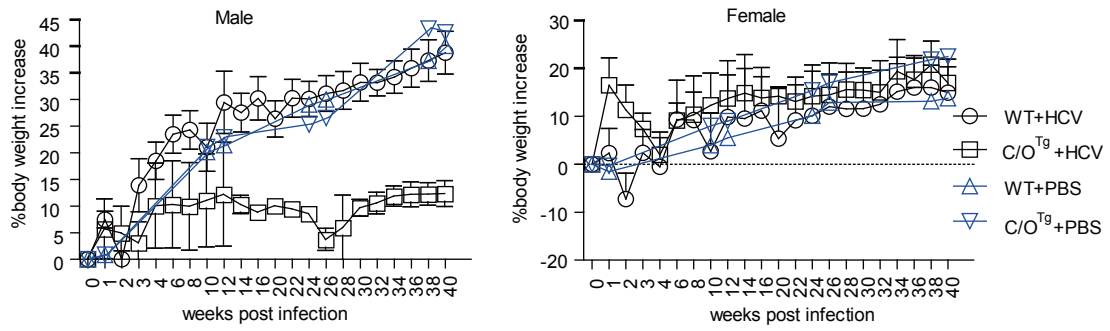 Male
%body weight increase
45
40
35
30
25
20
15
10
5
0
0 1 2 3 4 6 8 10 12 14 16 20 22 24 26 28 30 32 34 36 38 40
weeks post infection
Female
%body weight increase
30
20
10
0
-10
-20
0 1 2 3 4 6 8 9 10 12 14 16 20 22 24 26 28 30 32 34 36 38 40
weeks post infection
WT+HCV
C/O^Tg+HCV
WT+PBS
C/O^Tg+PBS